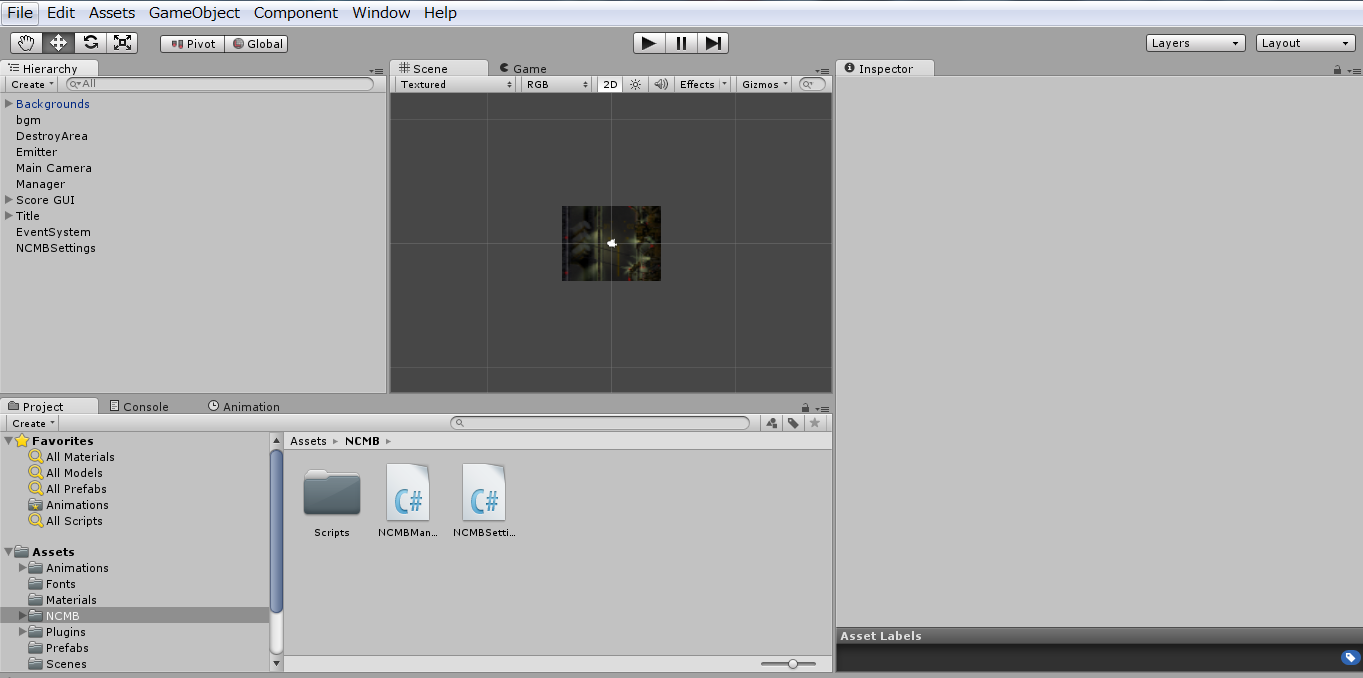 File Edit Assets GameObject Component Window Help
Pivot Global Layers Layout
Hierarchy
Create All
Backgrounds
bgm
DestroyArea
Emitter
Main Camera
Manager
Score GUI
Title
EventSystem
NCMBSettings
Scene Game
Textured RGB 2D Effects Gizmos
Inspector
Project Console Animation
Create
Favorites
All Materials
All Models
All Prefabs
Animations
All Scripts
Assets
Animations
Fonts
Materials
NCMB
Plugins
Prefabs
Scenes
Assets NCMB
C# C#
Scripts NCMBMan... NCMBSetti...
Asset Labels